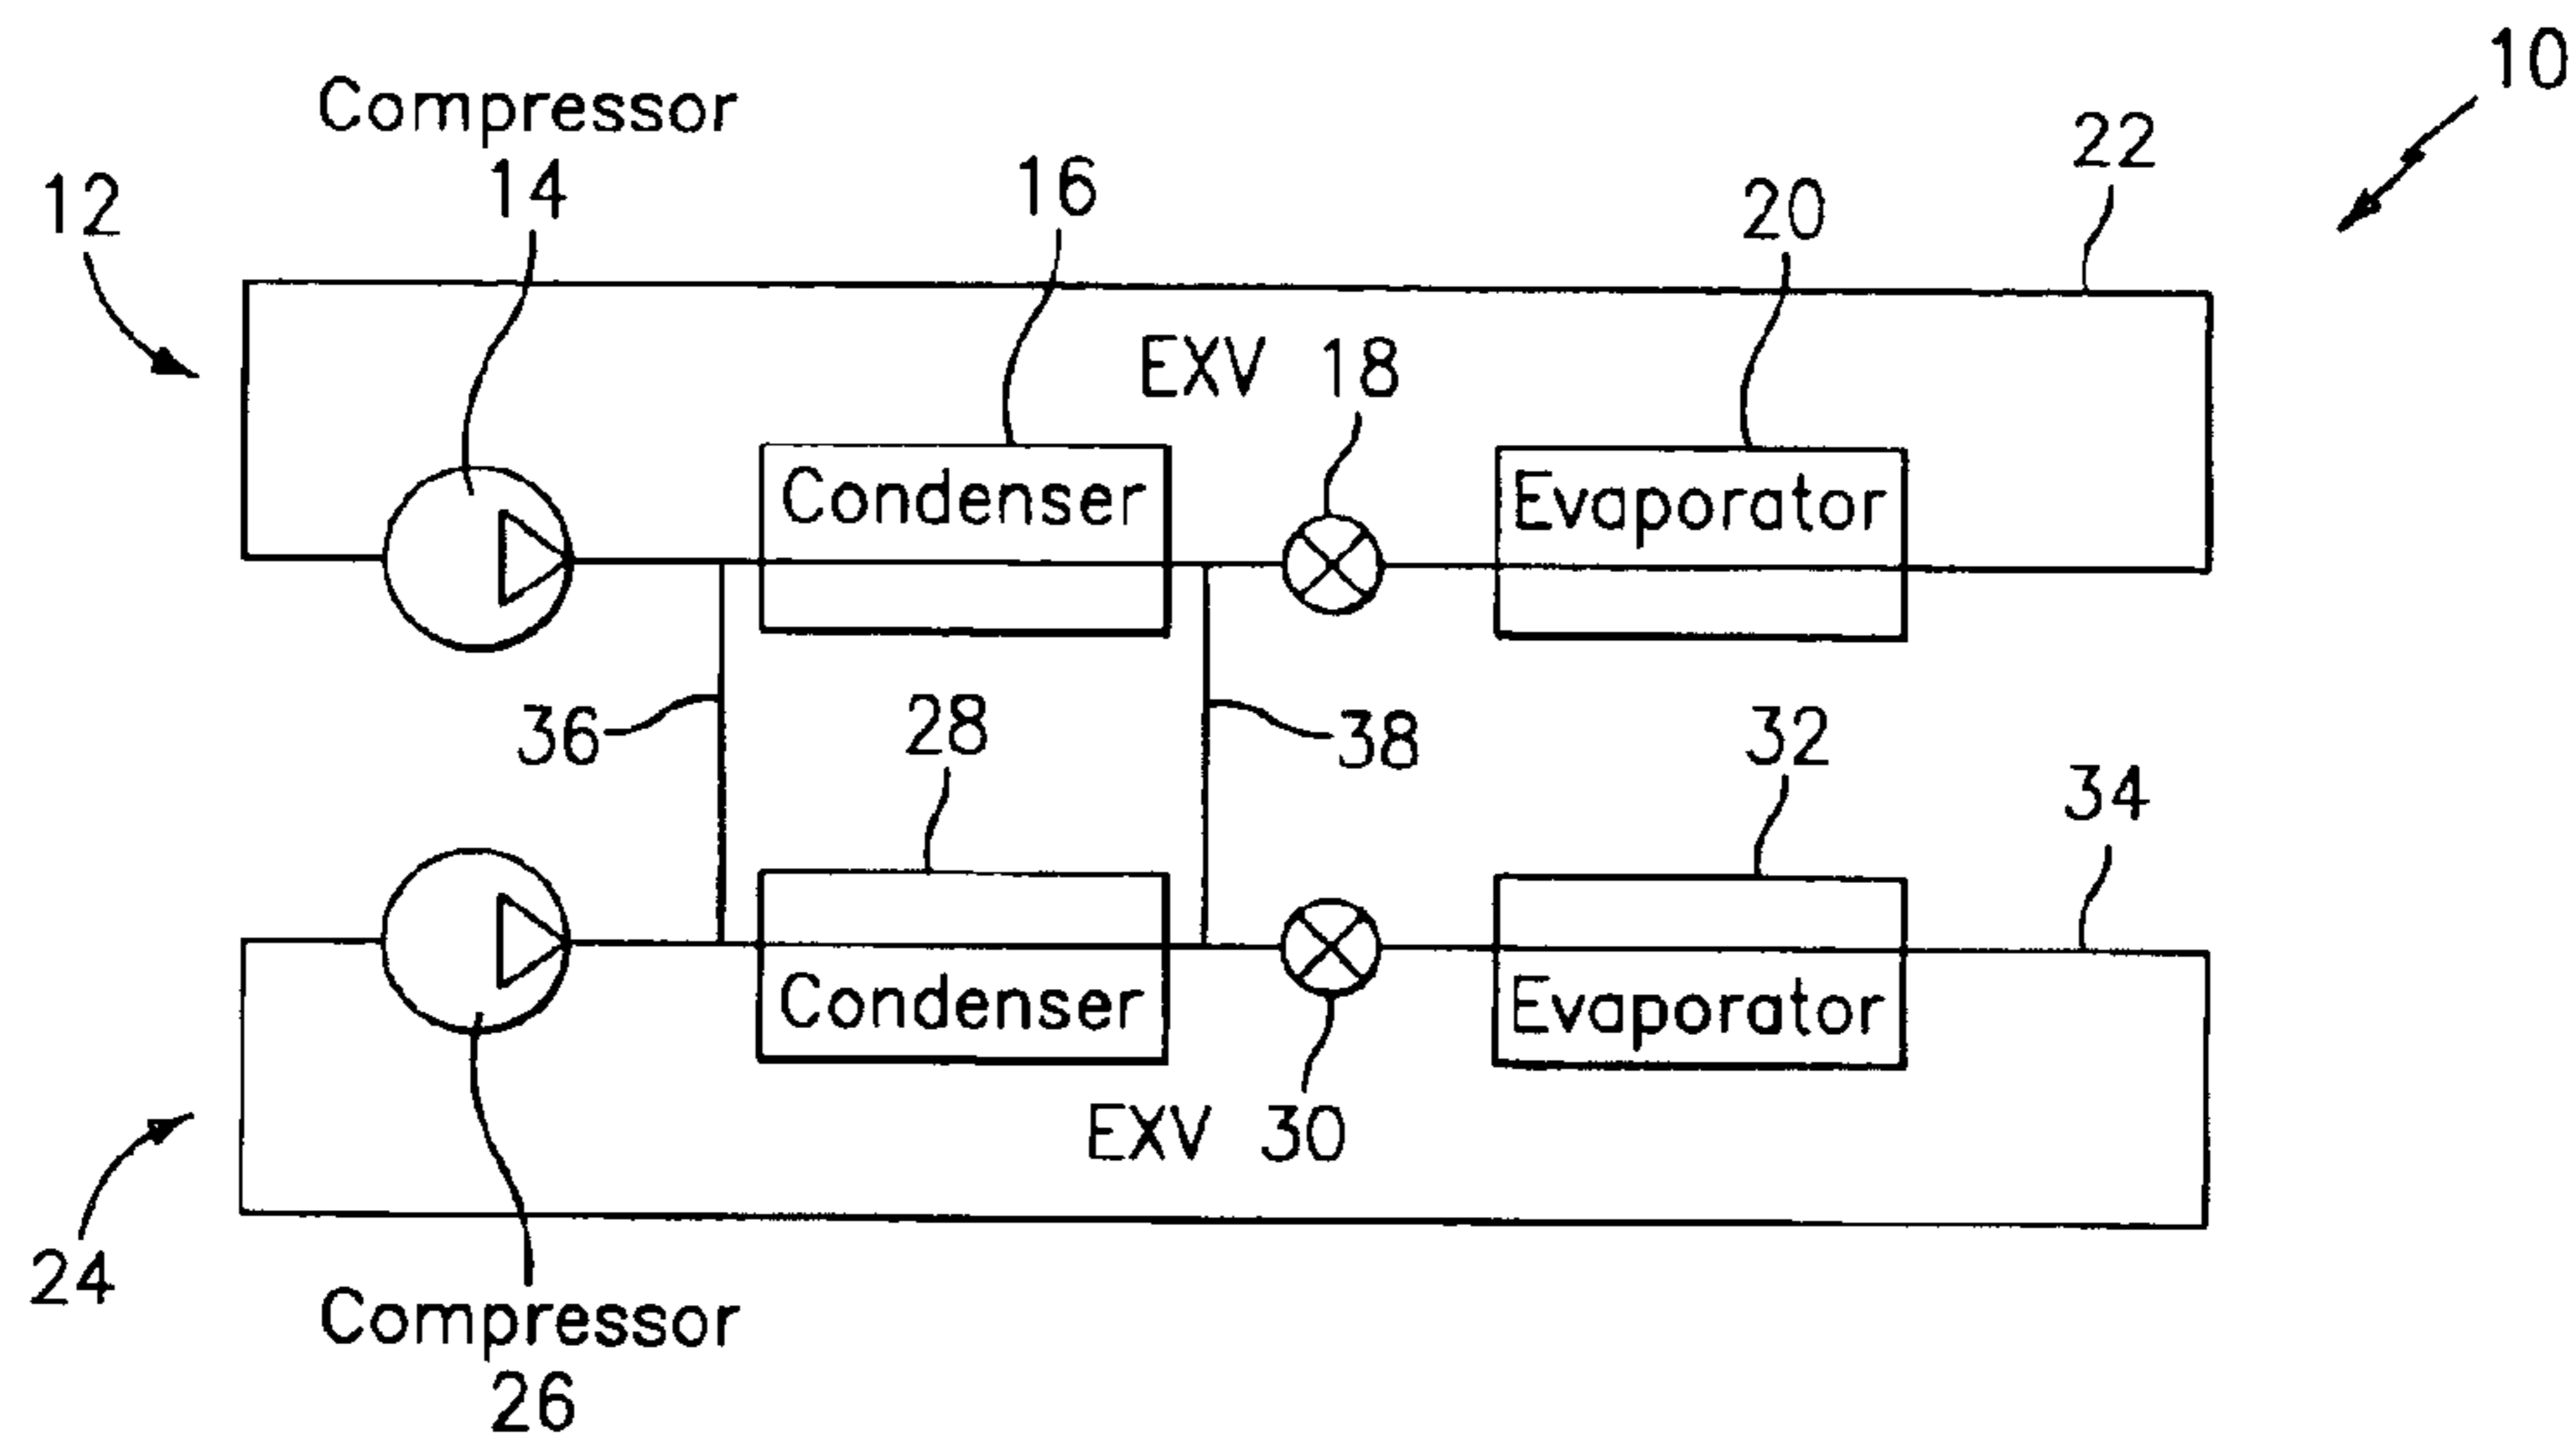 10
Compressor
14
22
12
16
20
EXV 18
Condenser
Evaporator
36
28
38
32
34
Condenser
Evaporator
EXV 30
24
Compressor
26